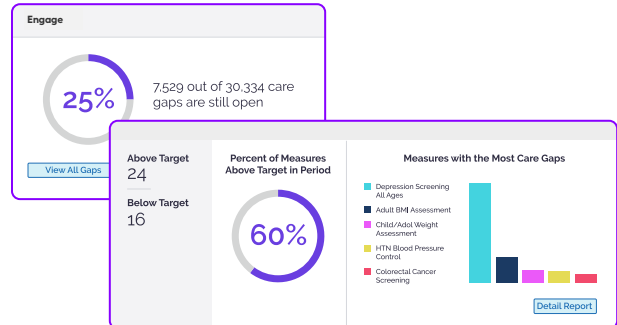 Engage
25%
7,529 out of 30,334 care
gaps are still open
View All Gaps
Above Target
24
Below Target
16
Percent of Measures
Above Target in Period
60%
Measures with the Most Care Gaps
Depression Screening
All Ages
Adult BMI Assessment
Child/Adol Weight
Assessment
HTN Blood Pressure
Control
Colorectal Cancer
Screening
Detail Report